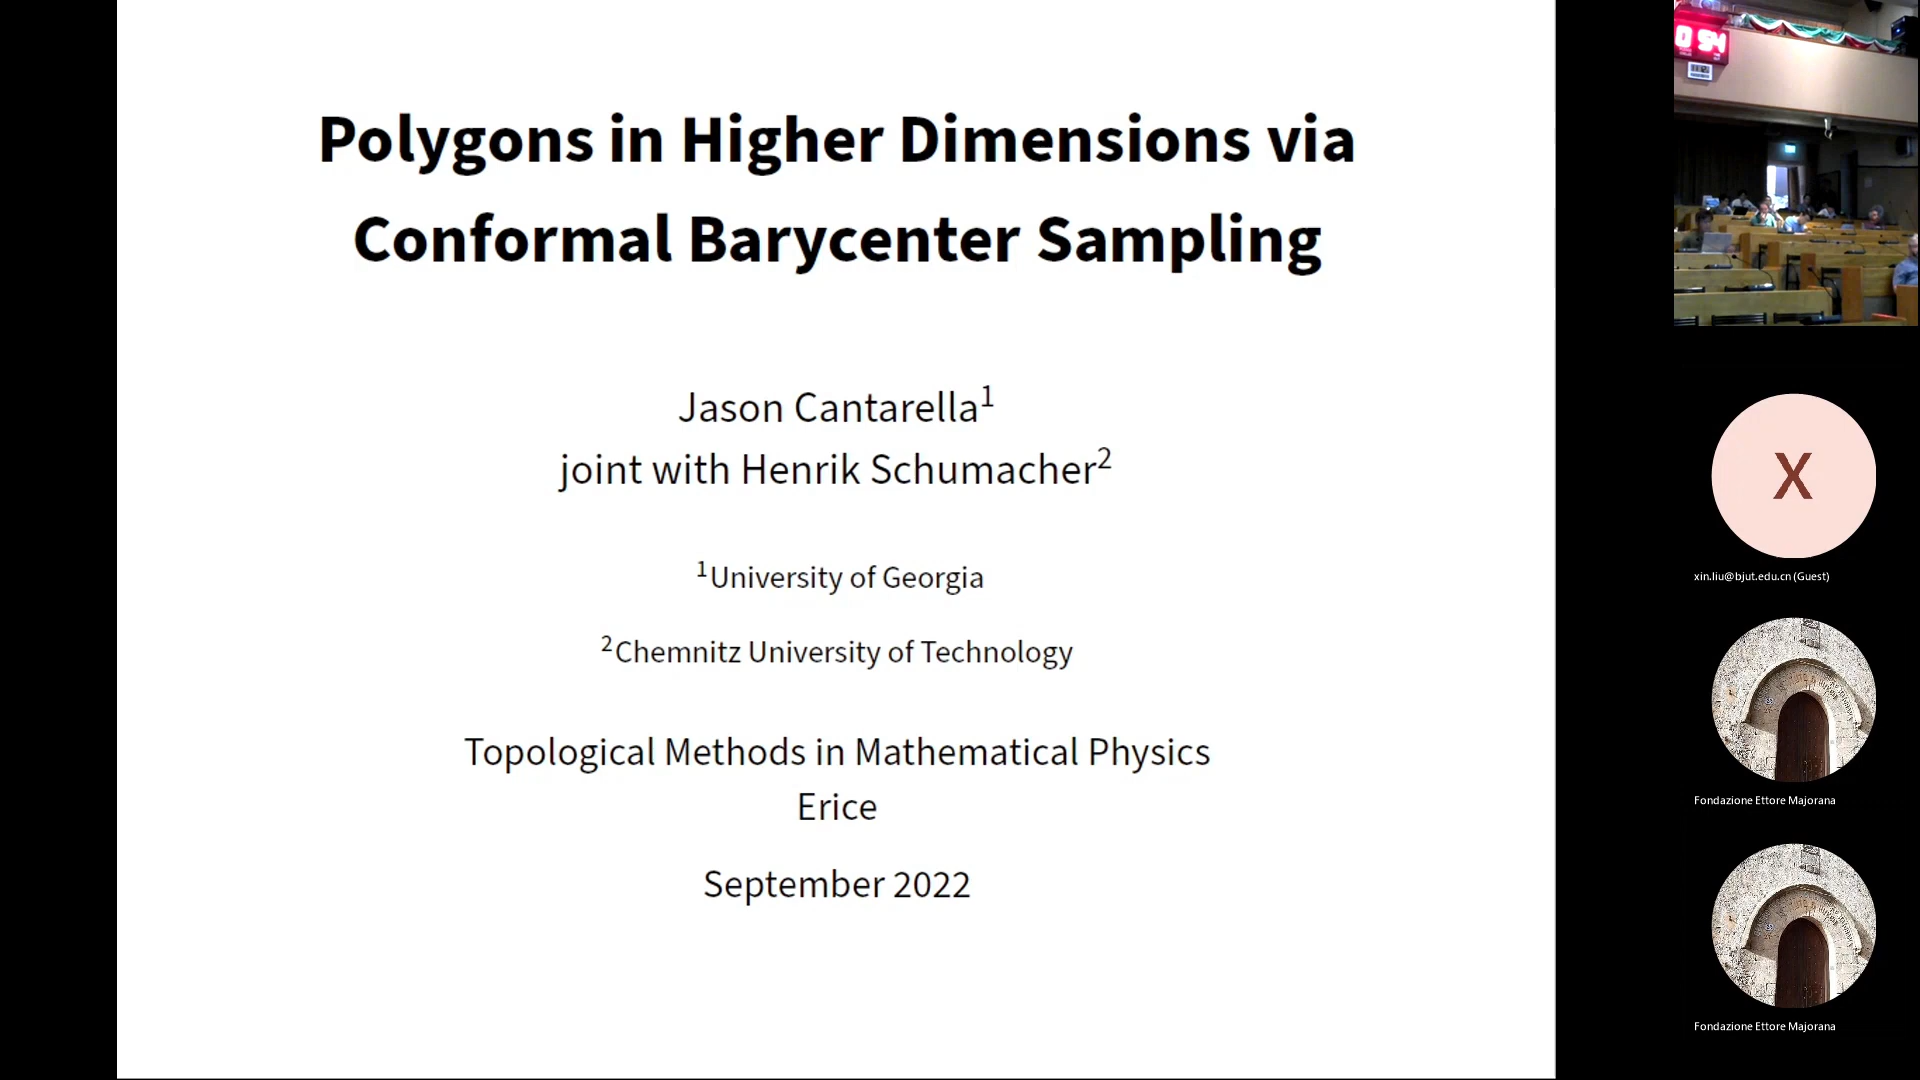 Polygons in Higher Dimensions via
Conformal Barycenter Sampling
Jason Cantarella1
joint with Henrik Schumacher2
1University of Georgia
2Chemnitz University of Technology
Topological Methods in Mathematical Physics
Erice
September 2022
0 54
X
xin.liu@bjut.edu.cn (Guest)
Fondazione Ettore Majorana
Fondazione Ettore Majorana